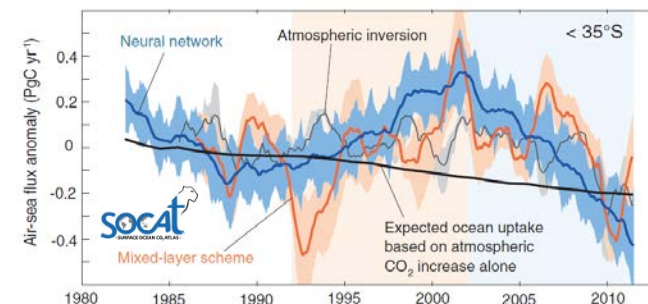 Air-sea flux anomaly (PgC yr⁻¹)
0.4
0.2
0
-0.2
-0.4
Neural network
Atmospheric inversion
< 35°S
SOCAT
SURFACE OCEAN CO₂ ATLAS
Mixed-layer scheme
Expected ocean uptake
based on atmospheric
CO₂ increase alone
1980
1985
1990
1995
2000
2005
2010